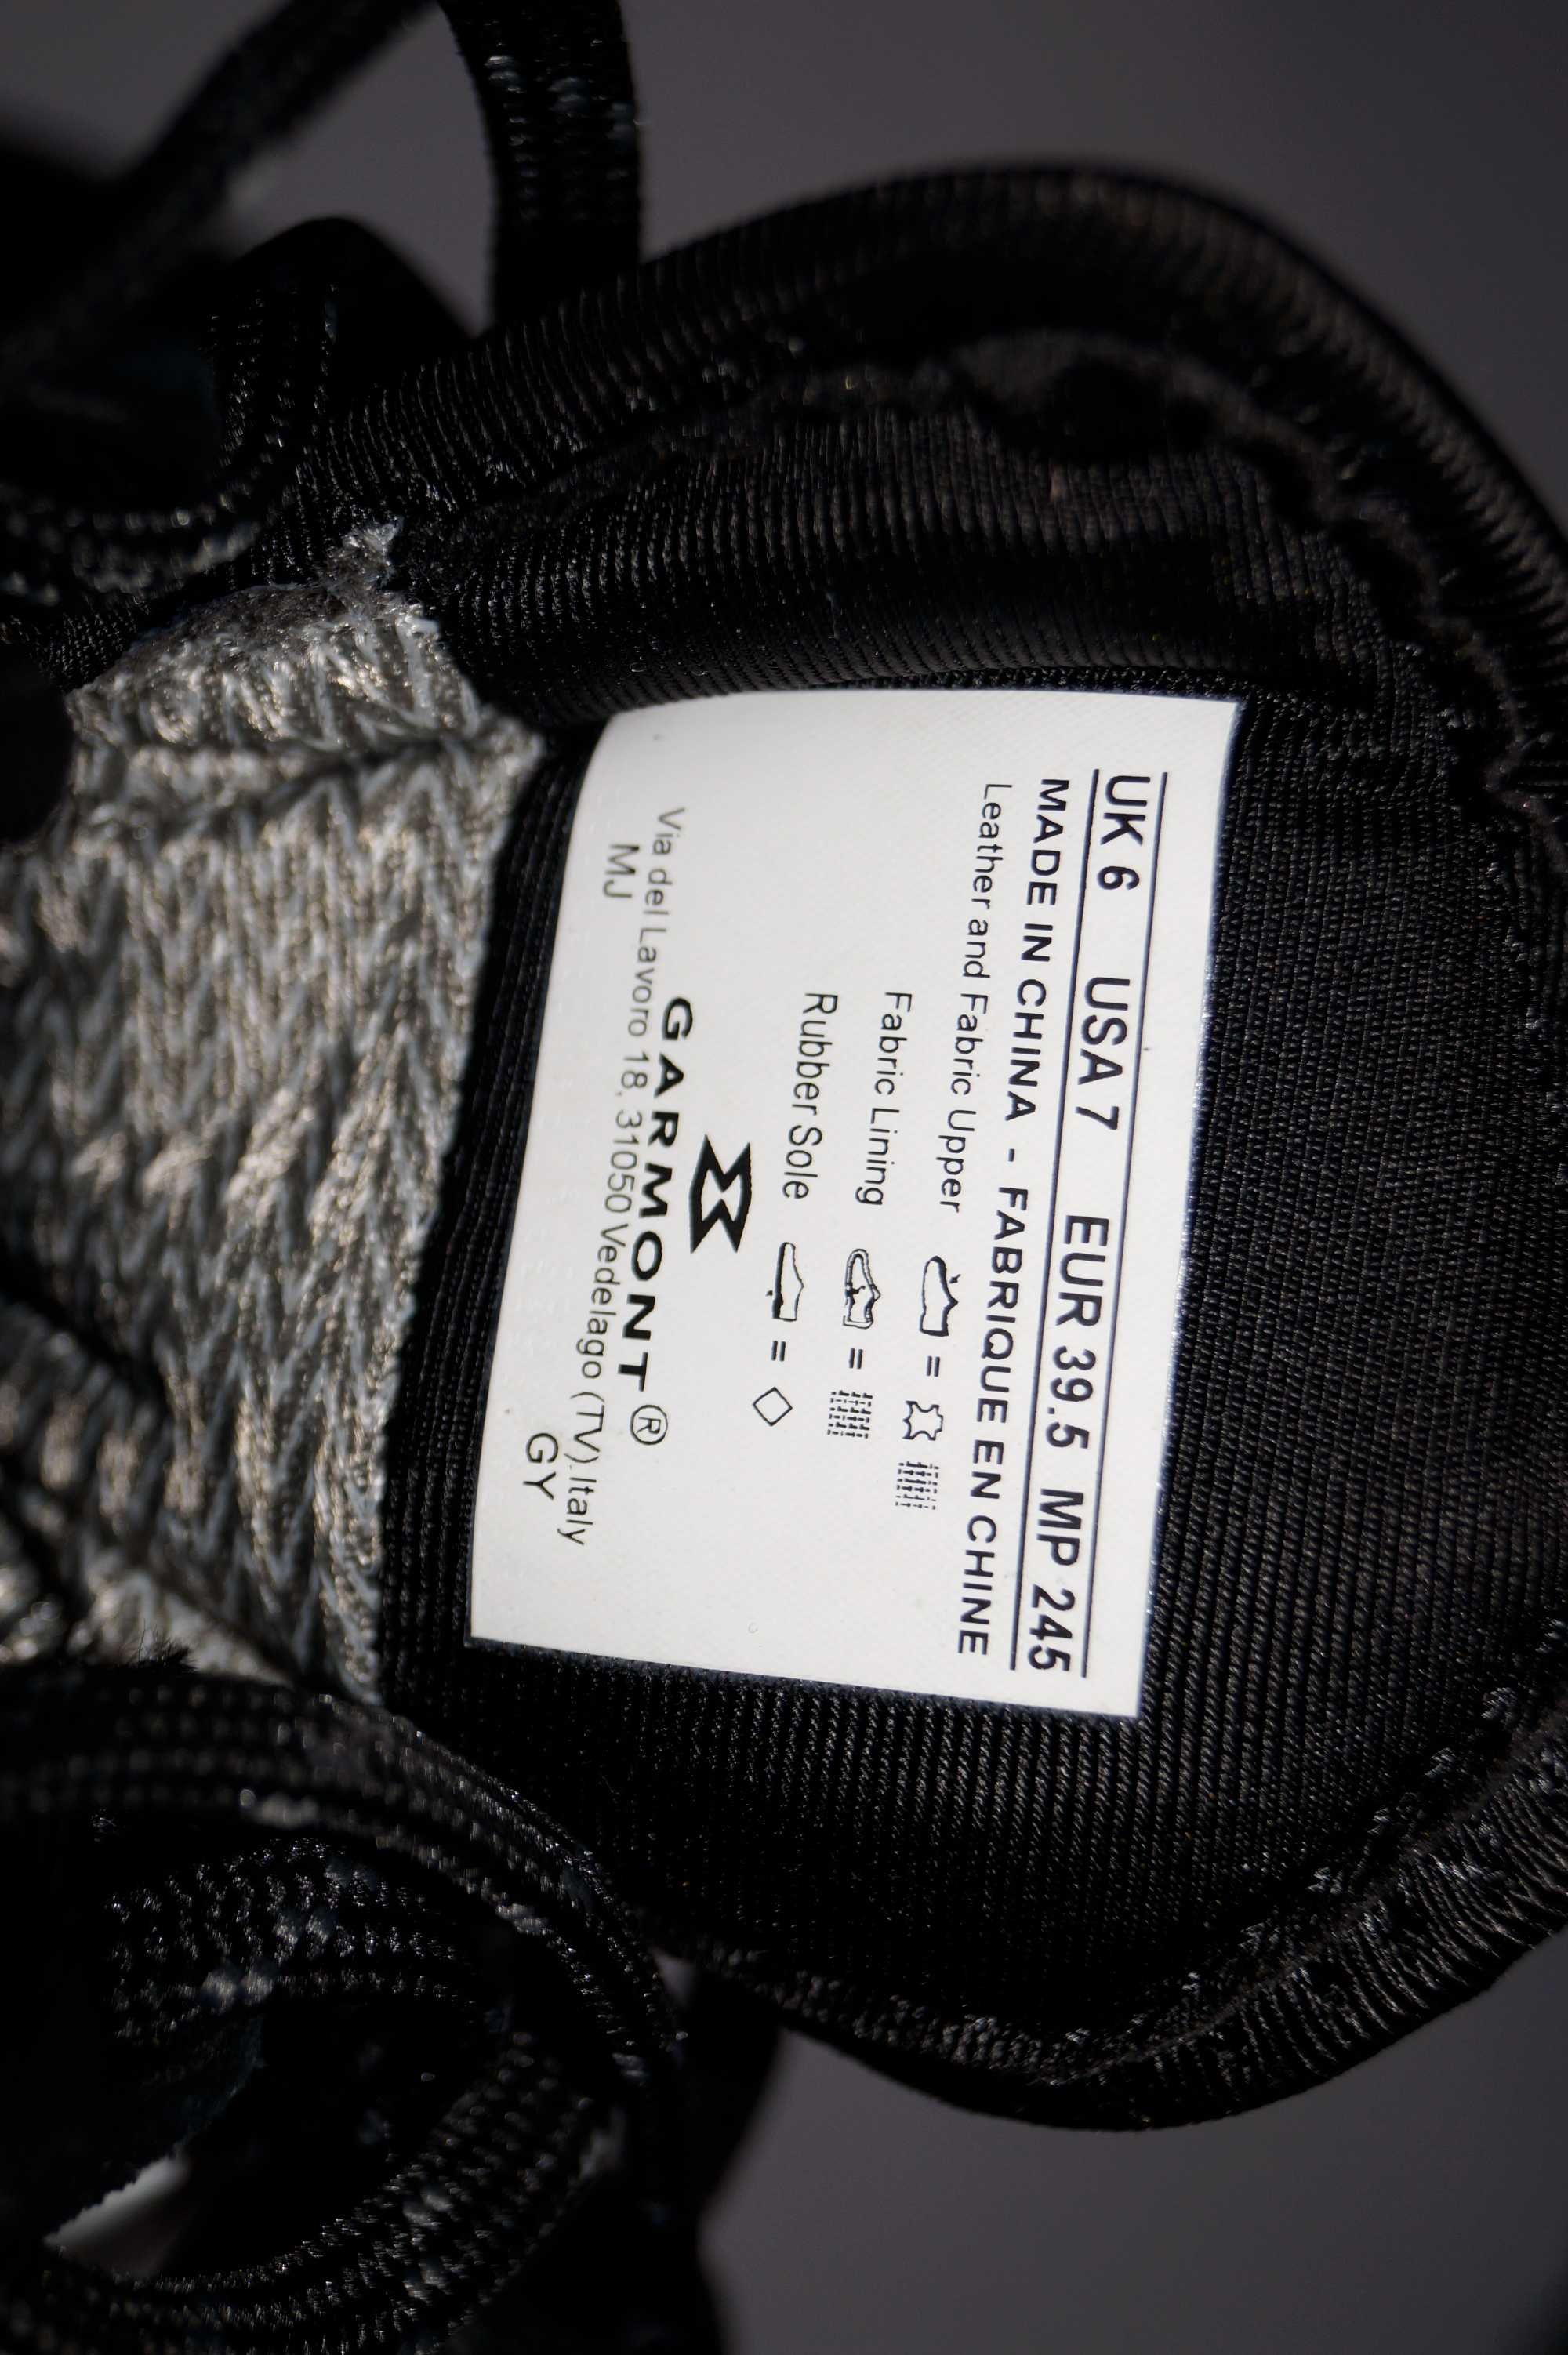 UK 6 USA 7 EUR 39.5 MP 245
MADE IN CHINA - FABRIQUE EN CHINE
Leather and Fabric Upper =
Fabric Lining =
Rubber Sole =
GARMONT®
Via del Lavoro 18, 31050 Vedelago (TV).Italy
MJ GY